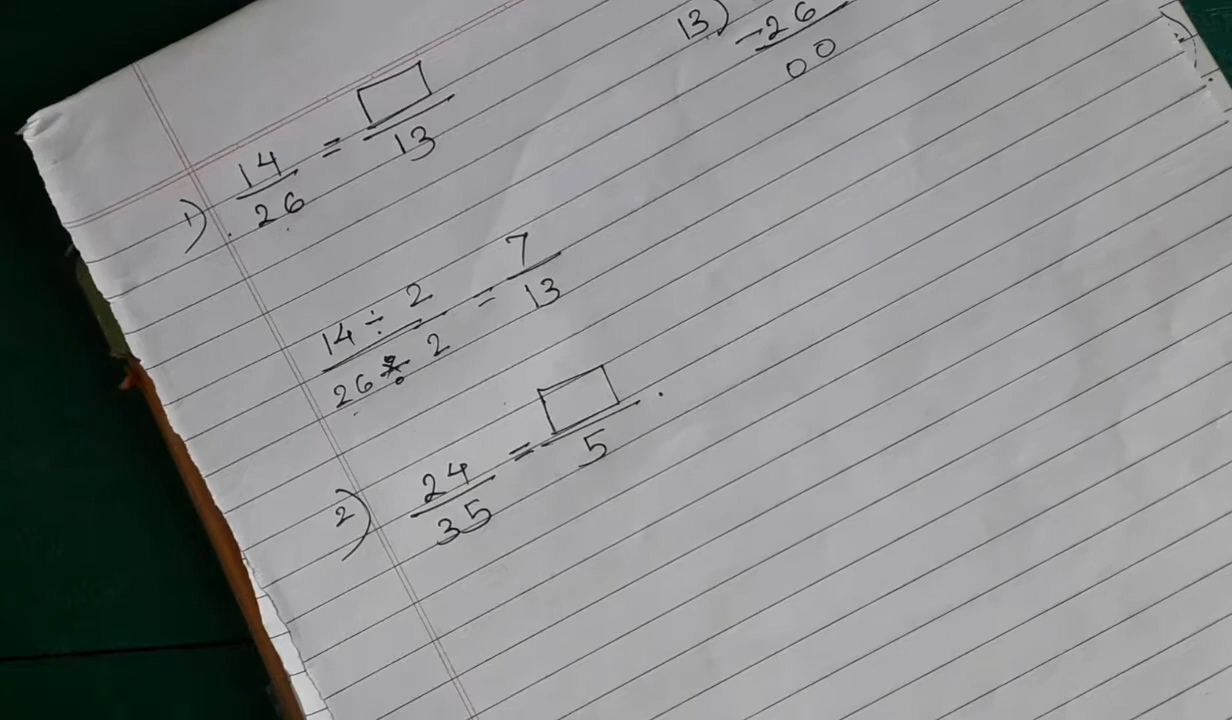 13) -26
00
1) 14/26 = □/13
14 ÷ 2 / 26 ÷ 2 = 7/13
2) 24/35 = □/5 .